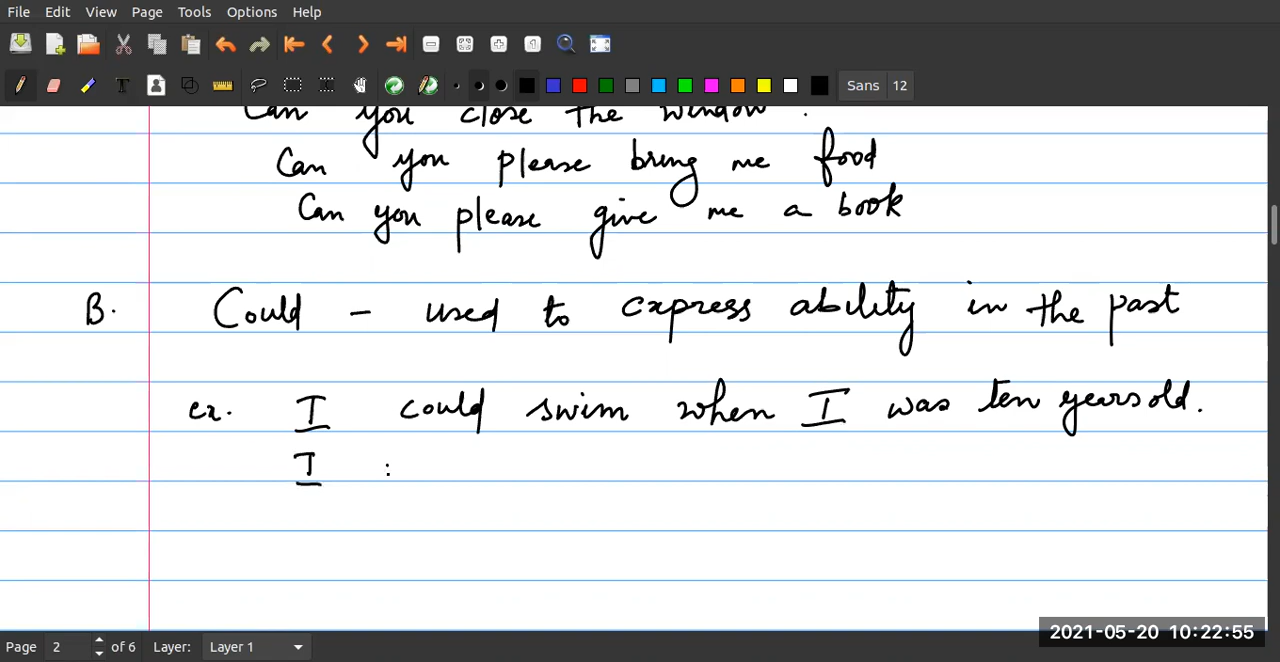 File Edit View Page Tools Options Help
Sans 12
Can you close the window.
Can you please bring me food
Can you please give me a book
B. Could - used to express ability in the past
ex. I could swim when I was ten years old.
I
2021-05-20 10:22:55
Page 2 of 6 Layer: Layer 1